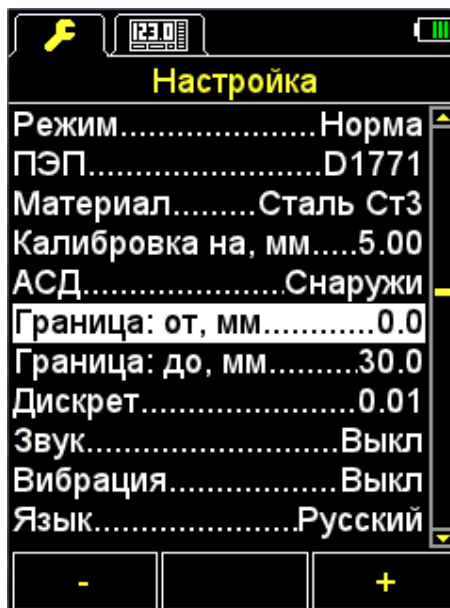 123.0
Настройка
Режим.....................Норма
ПЭП.......................D1771
Материал.........Сталь Ст3
Калибровка на, мм.....5.00
АСД....................Снаружи
Граница: от, мм............0.0
Граница: до, мм..........30.0
Дискрет.....................0.01
Звук.........................Выкл
Вибрация.................Выкл
Язык....................Русский
- +